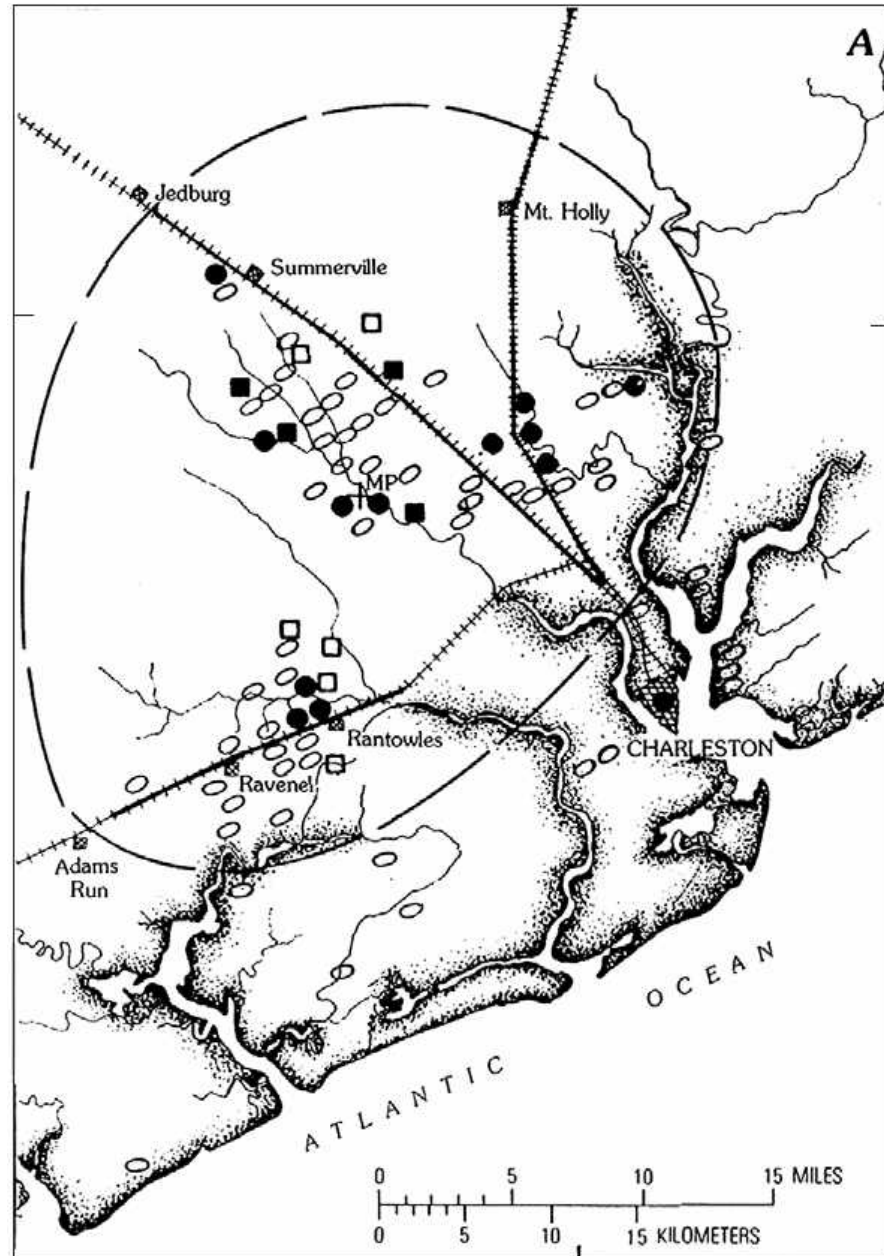 A
Jedburg
Mt. Holly
Summerville
MP
Rantowles
CHARLESTON
Ravenel
Adams
Run
ATLANTIC OCEAN
0 5 10 15 MILES
0 5 10 15 KILOMETERS